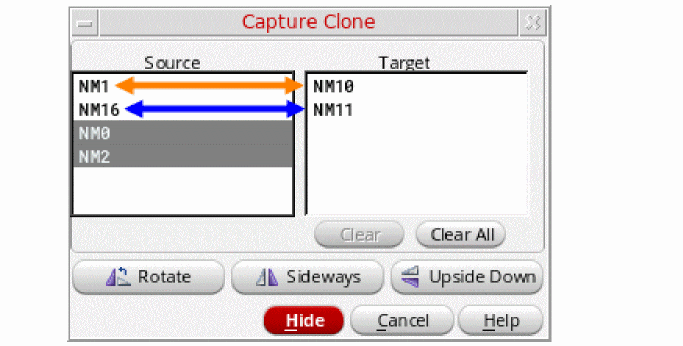 Capture Clone
Source Target
NM1 NM10
NM16 NM11
NM0
NM2
Clear Clear All
Rotate Sideways Upside Down
Hide Cancel Help